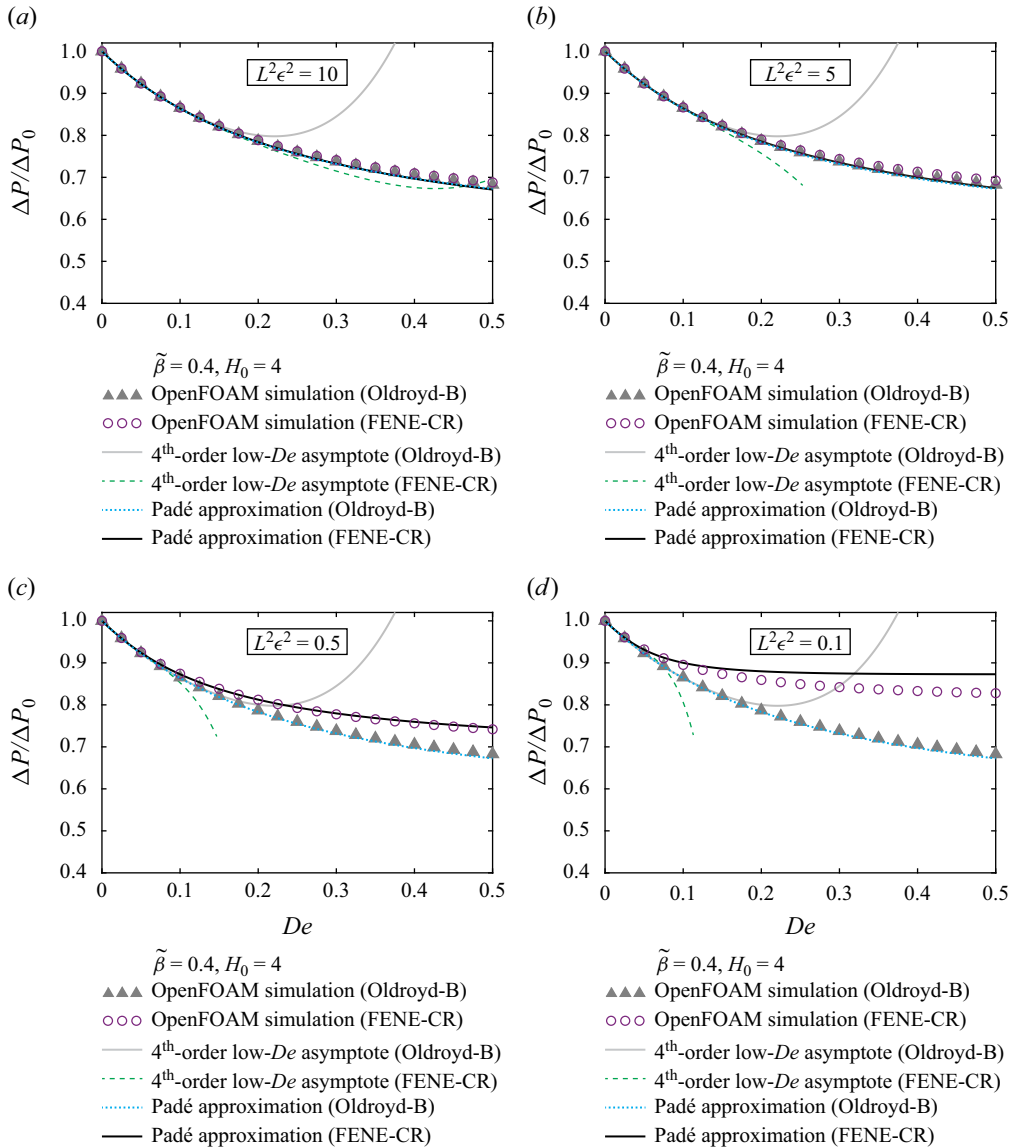 (a)
L²ϵ² = 10
ΔP/ΔP₀
1.0
0.9
0.8
0.7
0.6
0.5
0.4
0 0.1 0.2 0.3 0.4 0.5
β̃ = 0.4, H₀ = 4
OpenFOAM simulation (Oldroyd-B)
OpenFOAM simulation (FENE-CR)
4th-order low-De asymptote (Oldroyd-B)
4th-order low-De asymptote (FENE-CR)
Padé approximation (Oldroyd-B)
Padé approximation (FENE-CR)
(b)
L²ϵ² = 5
ΔP/ΔP₀
1.0
0.9
0.8
0.7
0.6
0.5
0.4
0 0.1 0.2 0.3 0.4 0.5
β̃ = 0.4, H₀ = 4
OpenFOAM simulation (Oldroyd-B)
OpenFOAM simulation (FENE-CR)
4th-order low-De asymptote (Oldroyd-B)
4th-order low-De asymptote (FENE-CR)
Padé approximation (Oldroyd-B)
Padé approximation (FENE-CR)
(c)
L²ϵ² = 0.5
ΔP/ΔP₀
1.0
0.9
0.8
0.7
0.6
0.5
0.4
0 0.1 0.2 0.3 0.4 0.5
De
β̃ = 0.4, H₀ = 4
OpenFOAM simulation (Oldroyd-B)
OpenFOAM simulation (FENE-CR)
4th-order low-De asymptote (Oldroyd-B)
4th-order low-De asymptote (FENE-CR)
Padé approximation (Oldroyd-B)
Padé approximation (FENE-CR)
(d)
L²ϵ² = 0.1
ΔP/ΔP₀
1.0
0.9
0.8
0.7
0.6
0.5
0.4
0 0.1 0.2 0.3 0.4 0.5
De
β̃ = 0.4, H₀ = 4
OpenFOAM simulation (Oldroyd-B)
OpenFOAM simulation (FENE-CR)
4th-order low-De asymptote (Oldroyd-B)
4th-order low-De asymptote (FENE-CR)
Padé approximation (Oldroyd-B)
Padé approximation (FENE-CR)